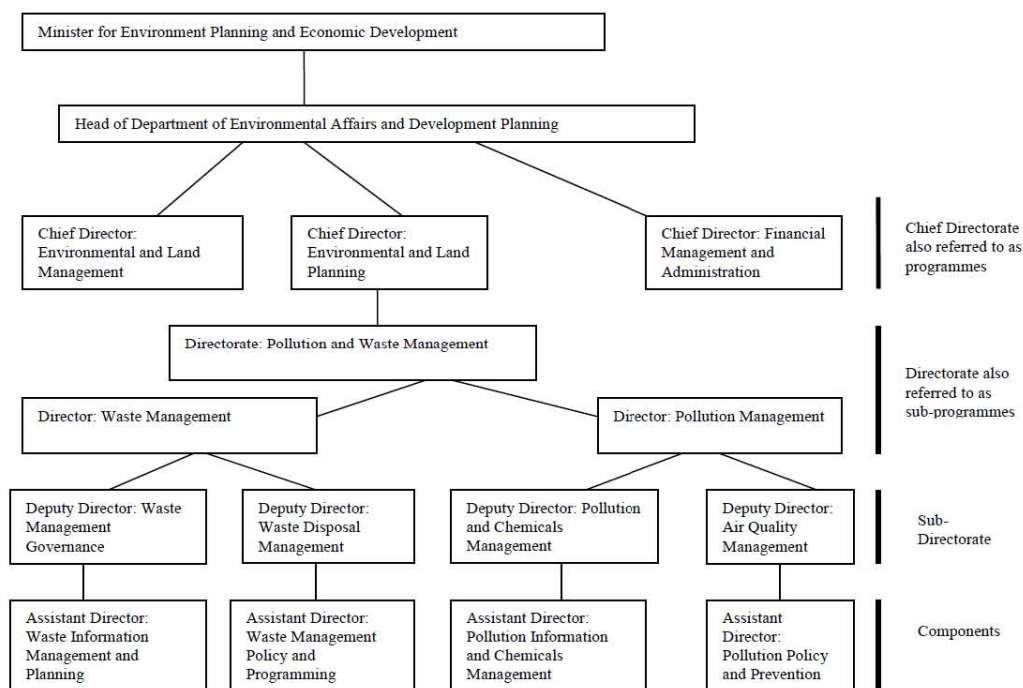 Minister for Environment Planning and Economic Development
Head of Department of Environmental Affairs and Development Planning
Chief Director:
Environmental and Land
Management
Chief Director:
Environmental and Land
Planning
Chief Director: Financial
Management and
Administration
Chief Directorate
also referred to as
programmes
Directorate: Pollution and Waste Management
Directorate also
referred to as
sub-programmes
Director: Waste Management
Director: Pollution Management
Deputy Director: Waste
Management
Governance
Deputy Director:
Waste Disposal
Management
Deputy Director: Pollution
and Chemicals
Management
Deputy Director:
Air Quality
Management
Sub-
Directorate
Assistant Director:
Waste Information
Management and
Planning
Assistant Director:
Waste Management
Policy and
Programming
Assistant Director:
Pollution Information
and Chemicals
Management
Assistant
Director:
Pollution Policy
and Prevention
Components